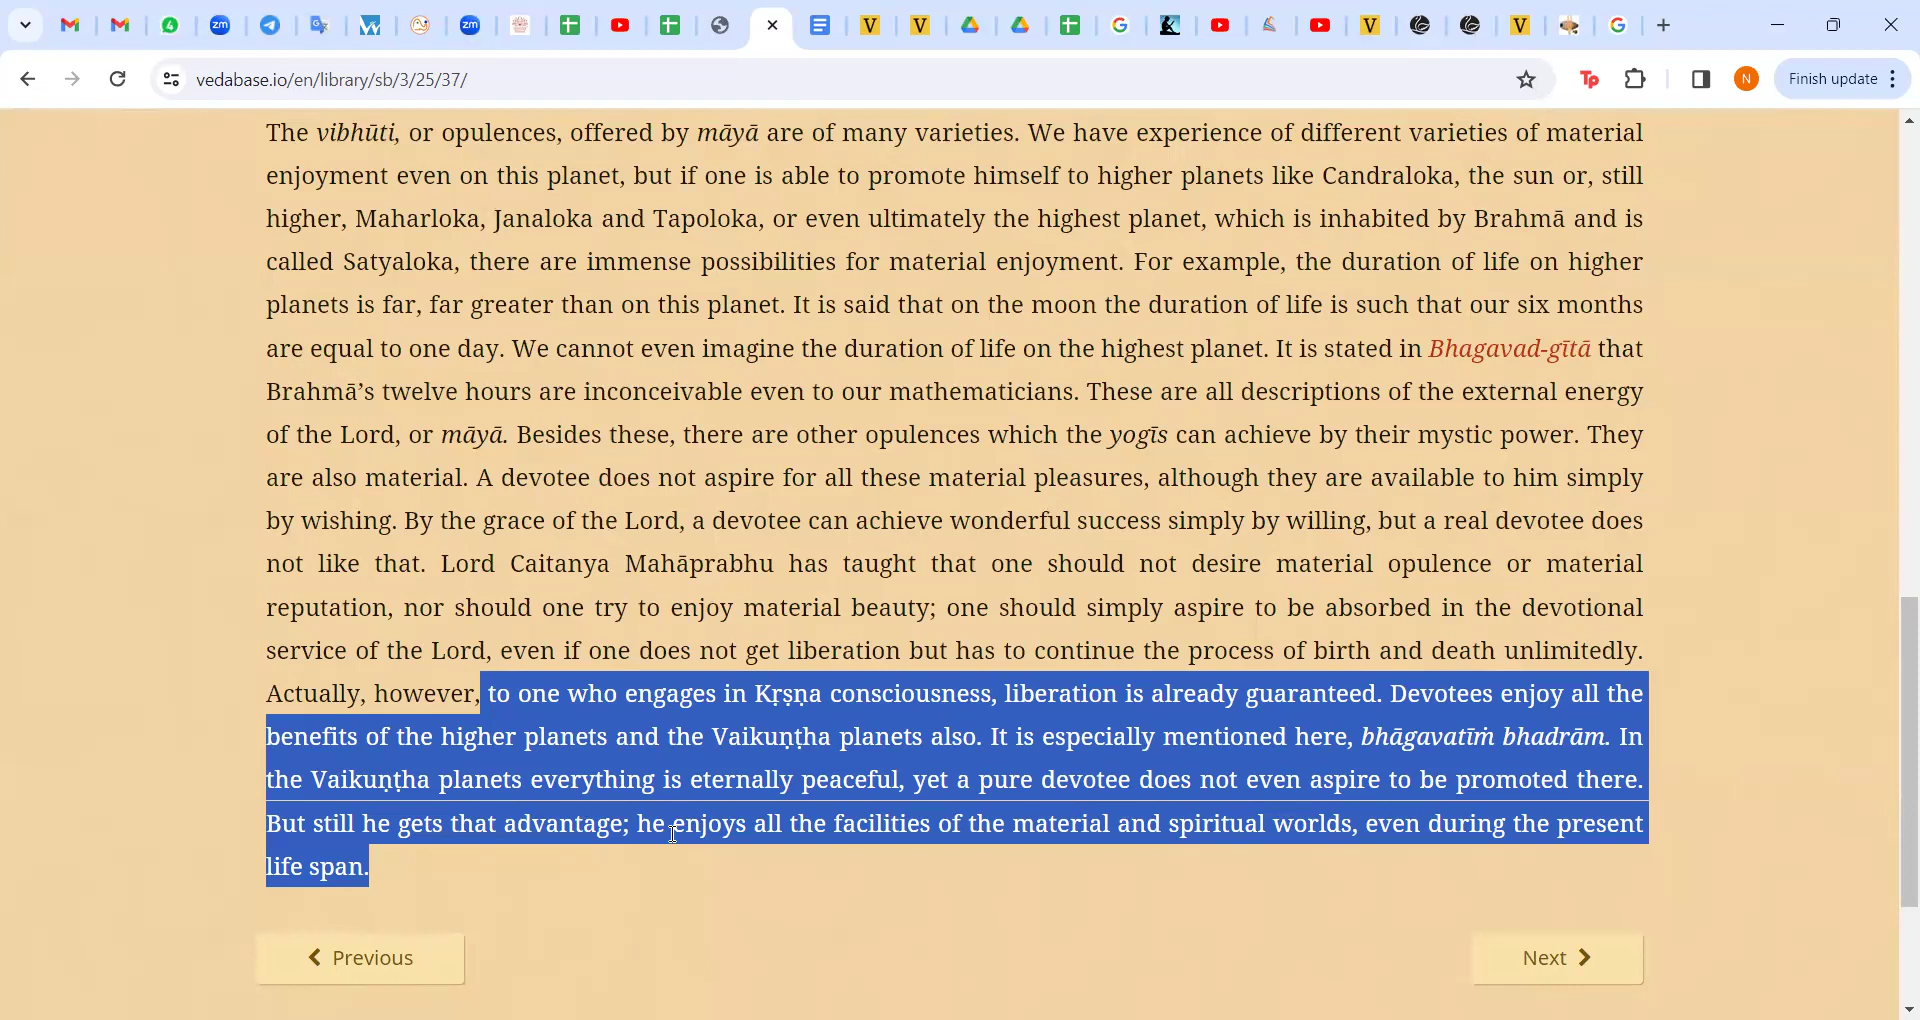 vedabase.io/en/library/sb/3/25/37/
Finish update
The vibhūti, or opulences, offered by māyā are of many varieties. We have experience of different varieties of material
enjoyment even on this planet, but if one is able to promote himself to higher planets like Candraloka, the sun or, still
higher, Maharloka, Janaloka and Tapoloka, or even ultimately the highest planet, which is inhabited by Brahmā and is
called Satyaloka, there are immense possibilities for material enjoyment. For example, the duration of life on higher
planets is far, far greater than on this planet. It is said that on the moon the duration of life is such that our six months
are equal to one day. We cannot even imagine the duration of life on the highest planet. It is stated in Bhagavad-gītā that
Brahmā’s twelve hours are inconceivable even to our mathematicians. These are all descriptions of the external energy
of the Lord, or māyā. Besides these, there are other opulences which the yogīs can achieve by their mystic power. They
are also material. A devotee does not aspire for all these material pleasures, although they are available to him simply
by wishing. By the grace of the Lord, a devotee can achieve wonderful success simply by willing, but a real devotee does
not like that. Lord Caitanya Mahāprabhu has taught that one should not desire material opulence or material
reputation, nor should one try to enjoy material beauty; one should simply aspire to be absorbed in the devotional
service of the Lord, even if one does not get liberation but has to continue the process of birth and death unlimitedly.
Actually, however, to one who engages in Kṛṣṇa consciousness, liberation is already guaranteed. Devotees enjoy all the
benefits of the higher planets and the Vaikuṇṭha planets also. It is especially mentioned here, bhāgavatīṁ bhadrām. In
the Vaikuṇṭha planets everything is eternally peaceful, yet a pure devotee does not even aspire to be promoted there.
But still he gets that advantage; he enjoys all the facilities of the material and spiritual worlds, even during the present
life span.
Previous
Next